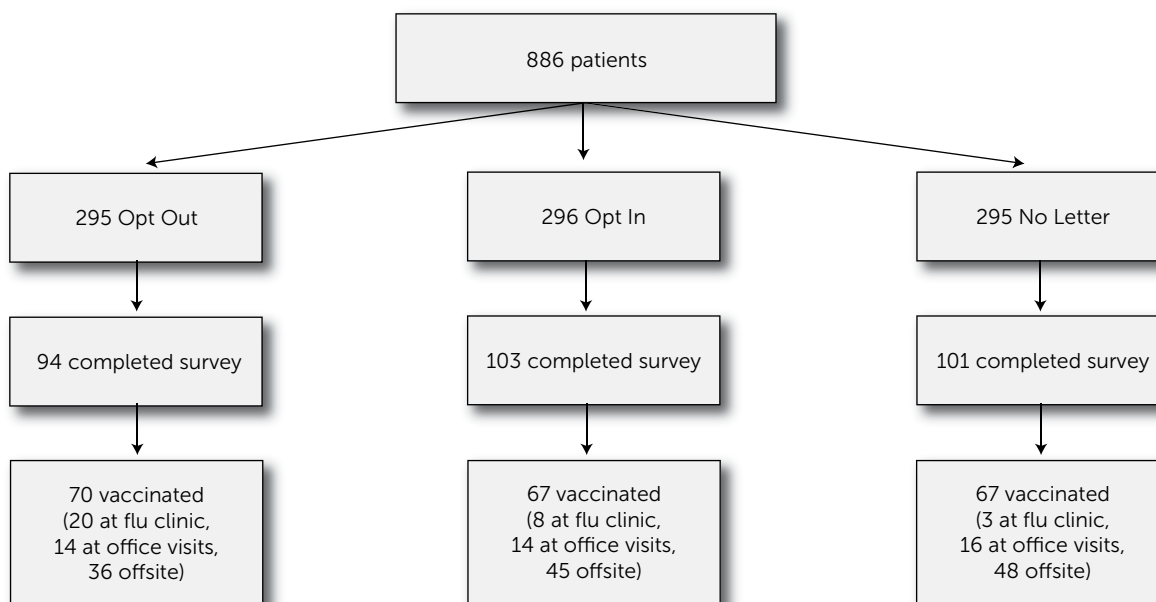 886 patients
295 Opt Out
296 Opt In
295 No Letter
94 completed survey
103 completed survey
101 completed survey
70 vaccinated
(20 at flu clinic,
14 at office visits,
36 offsite)
67 vaccinated
(8 at flu clinic,
14 at office visits,
45 offsite)
67 vaccinated
(3 at flu clinic,
16 at office visits,
48 offsite)